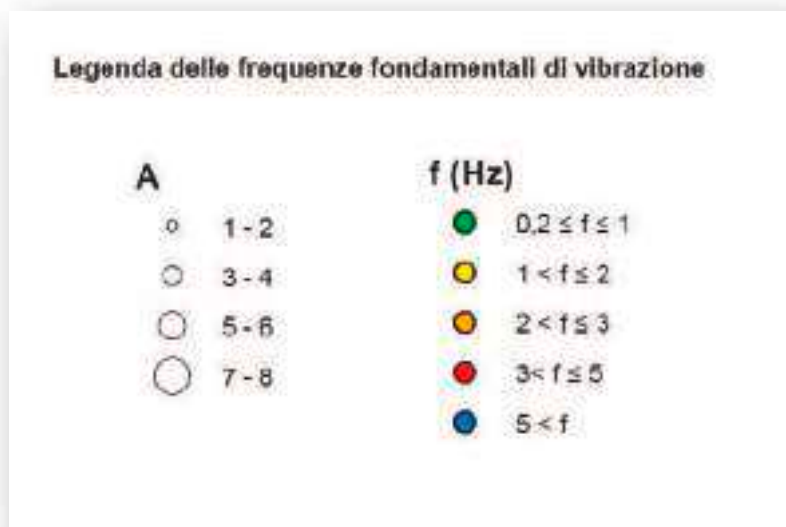 Legenda delle frequenze fondamentali di vibrazione
A
1 - 2
3 - 4
5 - 6
7 - 8
f (Hz)
0,2 ≤ f ≤ 1
1 < f ≤ 2
2 < f ≤ 3
3< f ≤ 5
5 < f